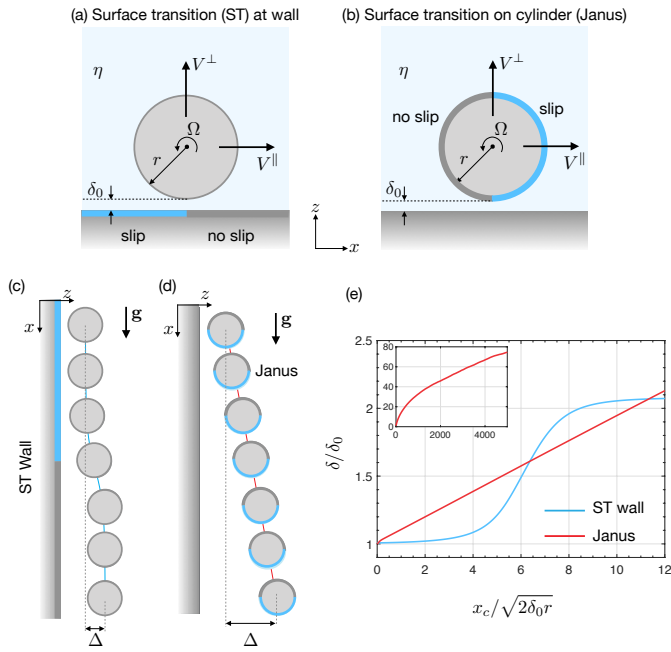 (a) Surface transition (ST) at wall
(b) Surface transition on cylinder (Janus)
η
V⊥
Ω
r
V∥
δ₀
slip
no slip
z
x
η
V⊥
no slip
slip
Ω
r
V∥
δ₀
(c)
z
x
g
ST Wall
Δ
(d)
z
x
g
Janus
Δ
(e)
2.5
2
1.5
1
δ/δ₀
80
60
40
20
0
0
2000
4000
ST wall
Janus
0
2
4
6
8
10
12
x_c/√2δ₀r